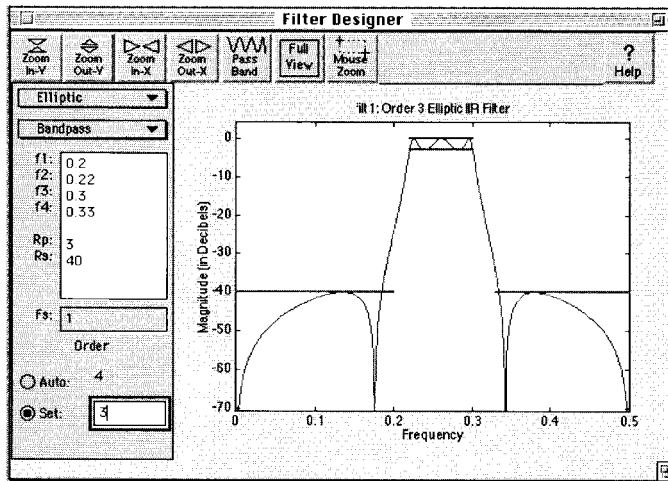 Filter Designer
Zoom In-Y
Zoom Out-Y
Zoom In-X
Zoom Out-X
Pass Band
Full View
Mouse Zoom
?
Help
Elliptic
Bandpass
f1: 0.2
f2: 0.22
f3: 0.3
f4: 0.33
Rp: 3
Rs: 40
Fs: 1
Order
Auto: 4
Set: 3
filt1: Order 3 Elliptic IIR Filter
Magnitude (in Decibels)
0
-10
-20
-30
-40
-50
-60
-70
0 0.1 0.2 0.3 0.4 0.5
Frequency